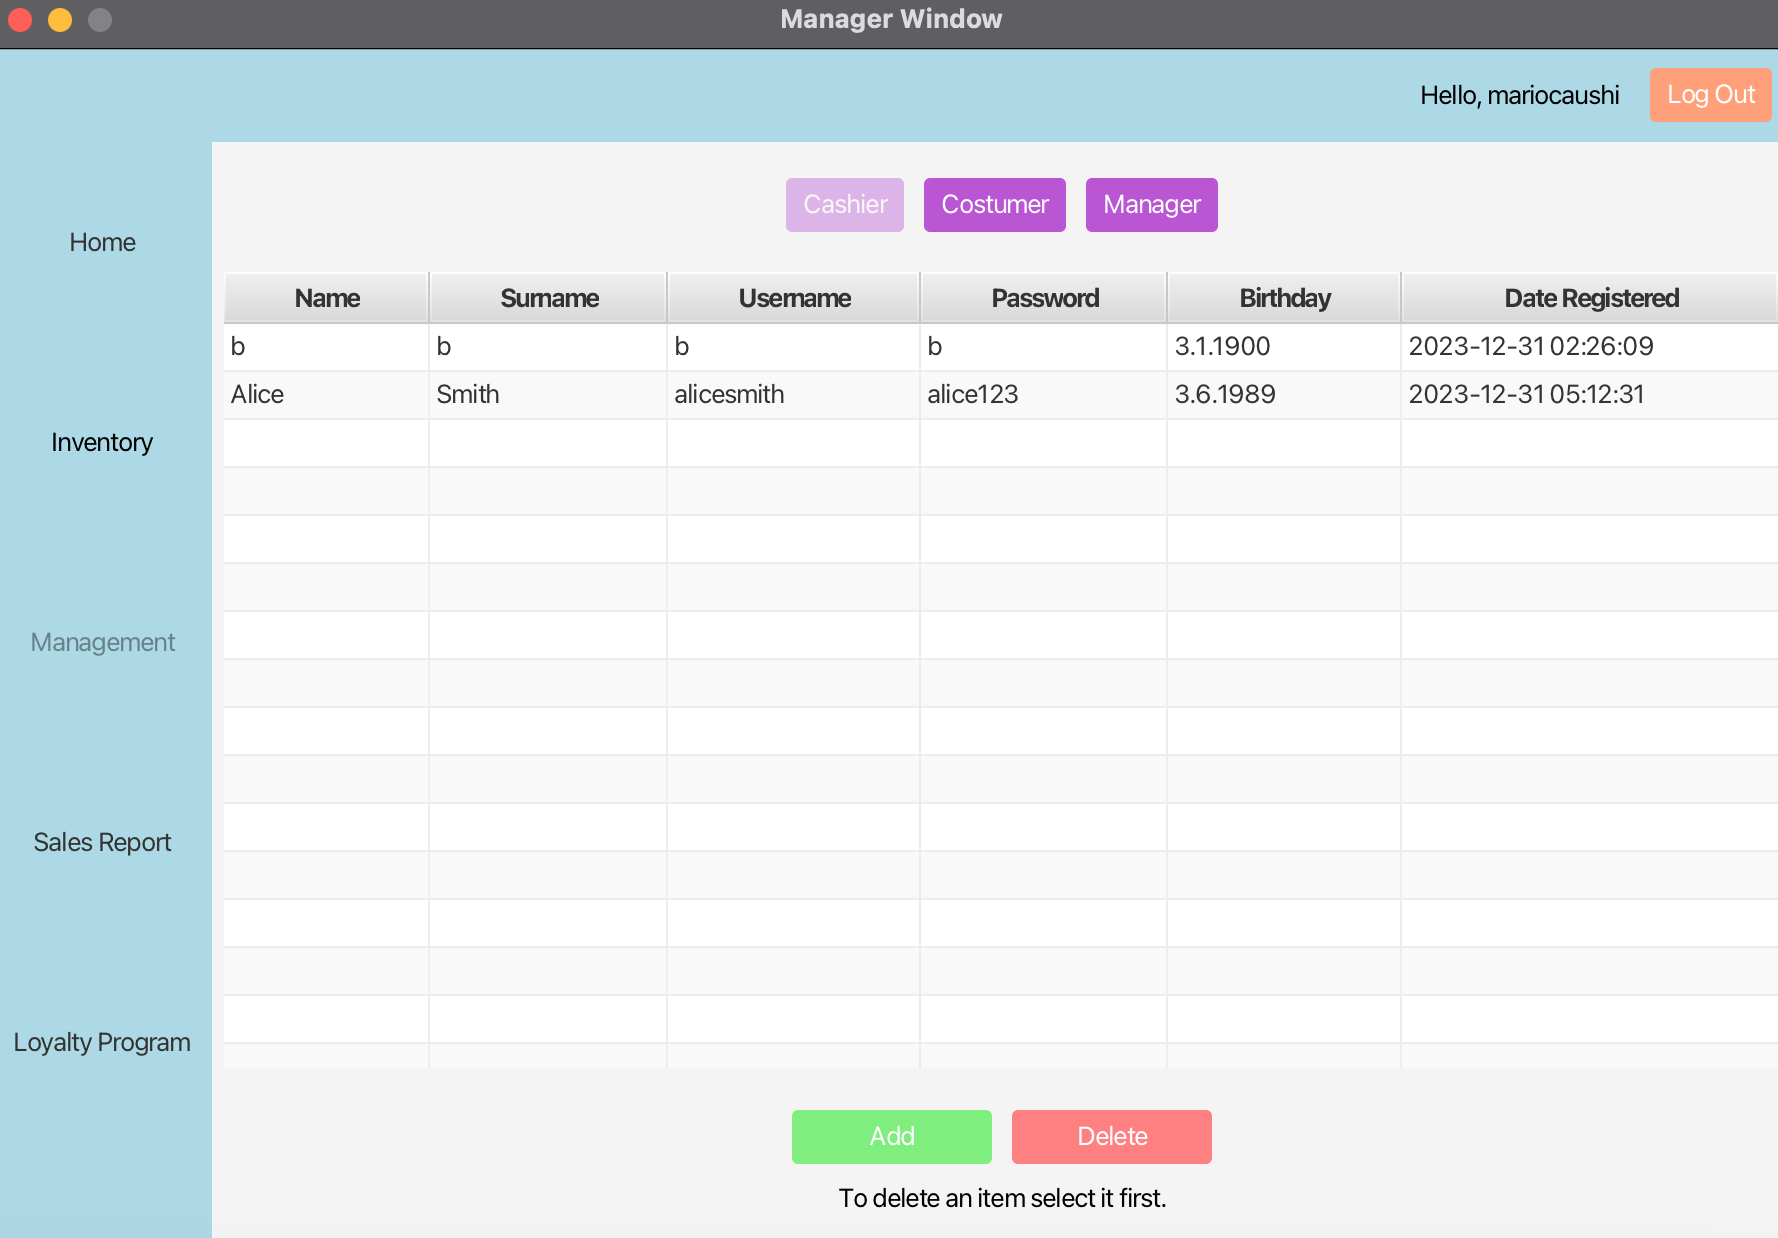 Manager Window
Hello, mariocaushi Log Out
Cashier Costumer Manager
Home
Inventory
Management
Sales Report
Loyalty Program
Name Surname Username Password Birthday Date Registered
b b b b 3.1.1900 2023-12-31 02:26:09
Alice Smith alicesmith alice123 3.6.1989 2023-12-31 05:12:31
Add Delete
To delete an item select it first.